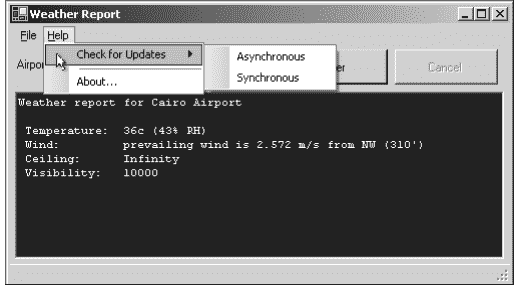 Weather Report
File Help
Airpor
Check for Updates
Asynchronous
Synchronous
About...
er
Cancel
Weather report for Cairo Airport
Temperature: 36c (43% RH)
Wind: prevailing wind is 2.572 m/s from NW (310')
Ceiling: Infinity
Visibility: 10000